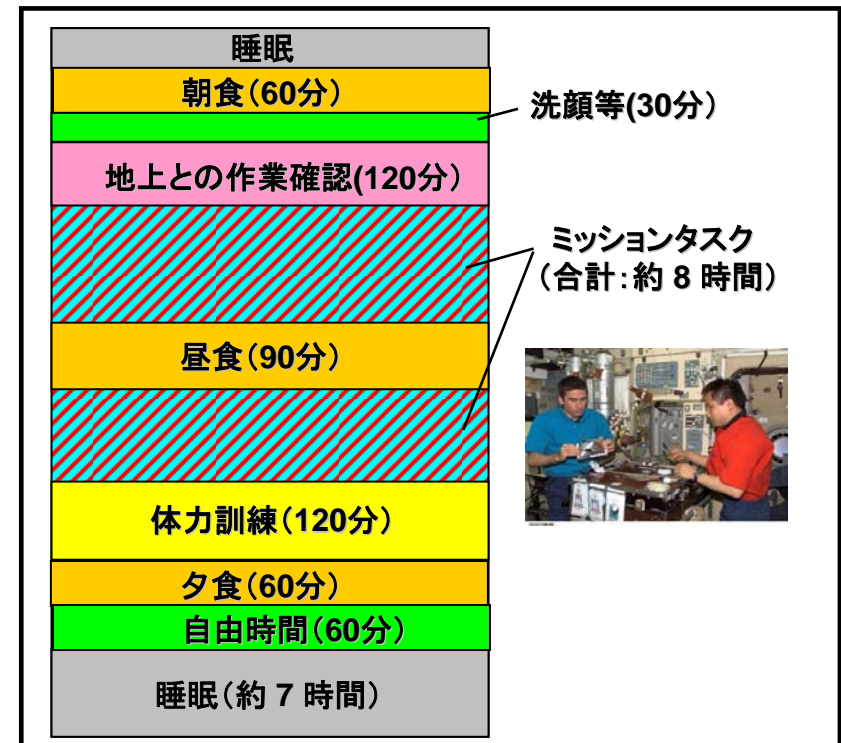 睡眠
朝食(60分)
洗顔等(30分)
地上との作業確認(120分)
ミッションタスク
(合計:約 8 時間)
昼食(90分)
体力訓練(120分)
夕食(60分)
自由時間(60分)
睡眠(約 7 時間)